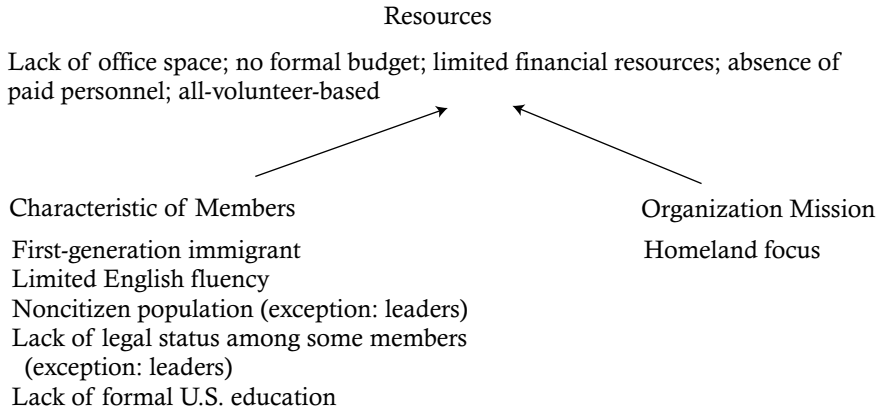 Resources
Lack of office space; no formal budget; limited financial resources; absence of
paid personnel; all-volunteer-based
Characteristic of Members
First-generation immigrant
Limited English fluency
Noncitizen population (exception: leaders)
Lack of legal status among some members
(exception: leaders)
Lack of formal U.S. education
Organization Mission
Homeland focus